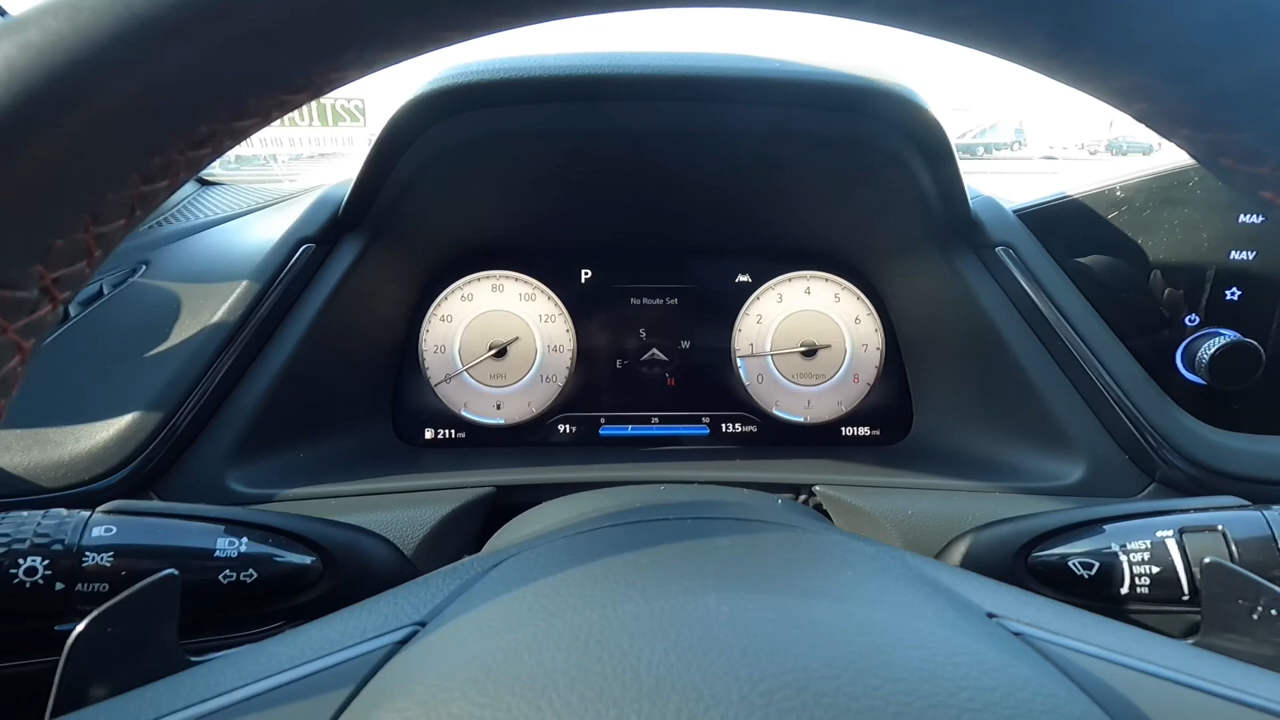 P
No Route Set
S
W
E
N
80
60
100
40
120
20
140
0
160
MPH
E
F
4
3
5
2
6
1
7
0
8
x1000rpm
C
H
211 mi
91°F
0
25
50
13.5 MPG
10185 mi
NAV
AUTO
AUTO
MIST
OFF
INT
LO
HI